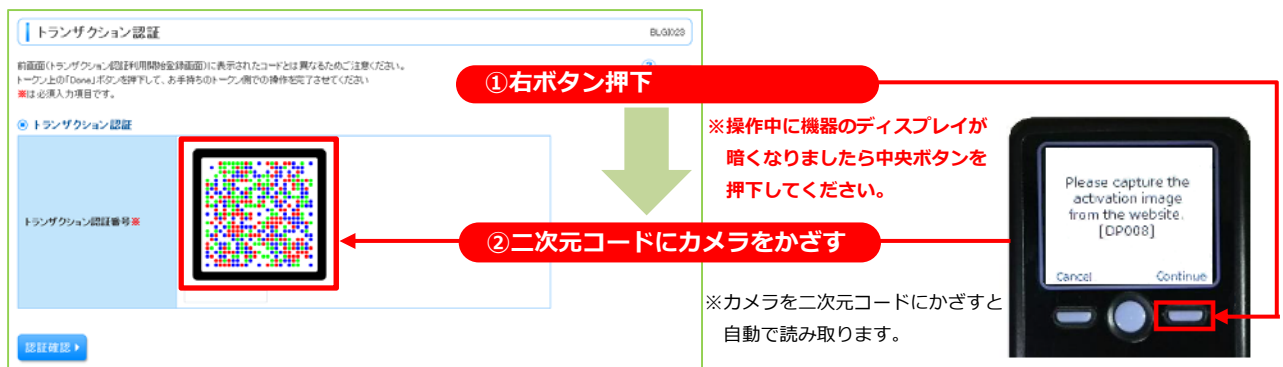 トランザクション認証
BLGI023
前画面(トランザクション認証利用開始登録画面)に表示されたコードとは異なるためご注意ください。
トークン上の「Done」ボタンを押下して、お手持ちのトークン側での操作を完了させてください
※は必須入力項目です。
トランザクション認証
トランザクション認証番号※
認証確認
①右ボタン押下
※操作中に機器のディスプレイが
暗くなりましたら中央ボタンを
押下してください。
②二次元コードにカメラをかざす
※カメラを二次元コードにかざすと
自動で読み取ります。
Please capture the
activation image
from the website.
[DP008]
Cancel Continue